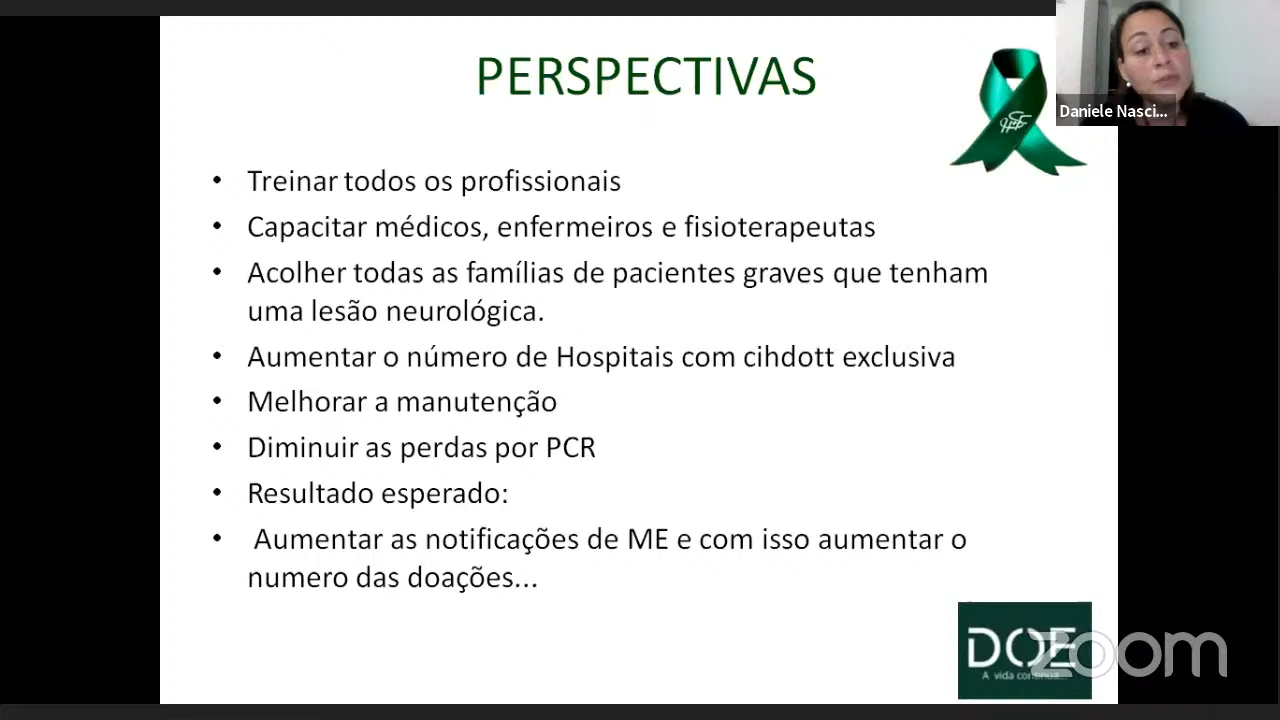 PERSPECTIVAS
Daniele Nasci...
• Treinar todos os profissionais
• Capacitar médicos, enfermeiros e fisioterapeutas
• Acolher todas as famílias de pacientes graves que tenham
uma lesão neurológica.
• Aumentar o número de Hospitais com cihdott exclusiva
• Melhorar a manutenção
• Diminuir as perdas por PCR
• Resultado esperado:
• Aumentar as notificações de ME e com isso aumentar o
numero das doações...
DOE
zoom
A vida continua...